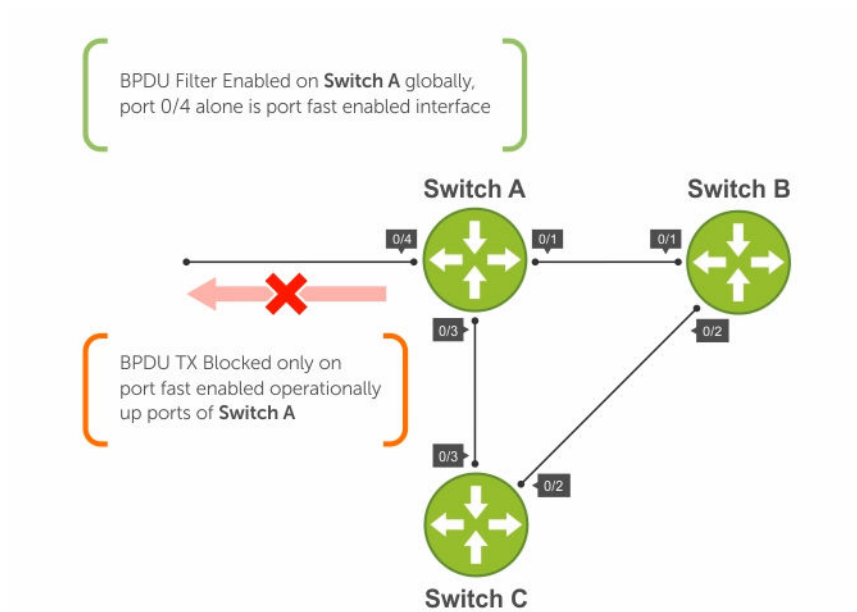 BPDU Filter Enabled on Switch A globally,
port 0/4 alone is port fast enabled interface
Switch A
Switch B
0/4
0/1
0/1
0/3
0/2
BPDU TX Blocked only on
port fast enabled operationally
up ports of Switch A
0/3
0/2
Switch C